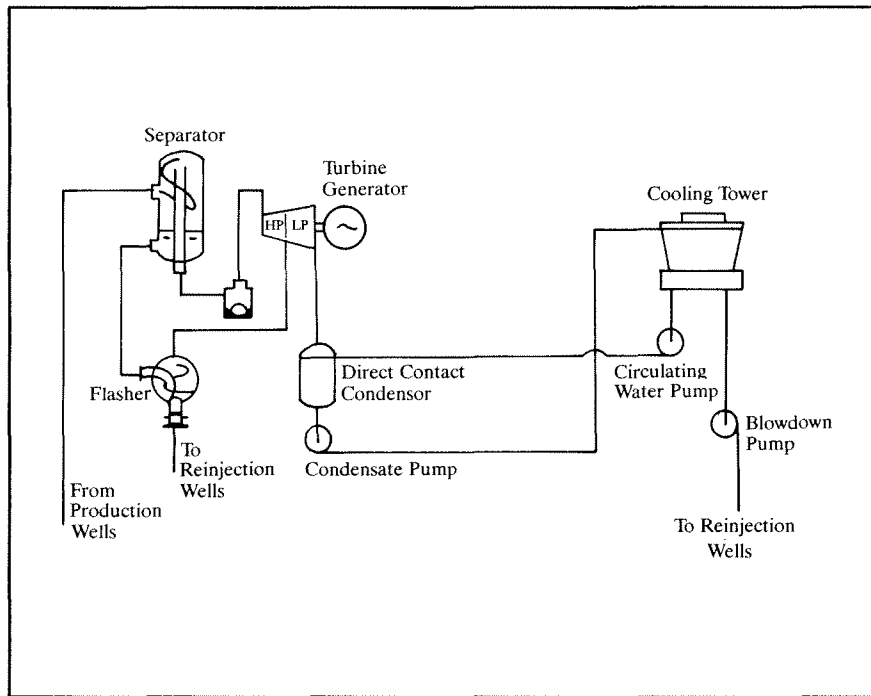 Separator
Turbine
Generator
Cooling Tower
HP LP
Flasher
Direct Contact
Condensor
Circulating
Water Pump
To
Reinjection
Wells
Condensate Pump
Blowdown
Pump
From
Production
Wells
To Reinjection
Wells